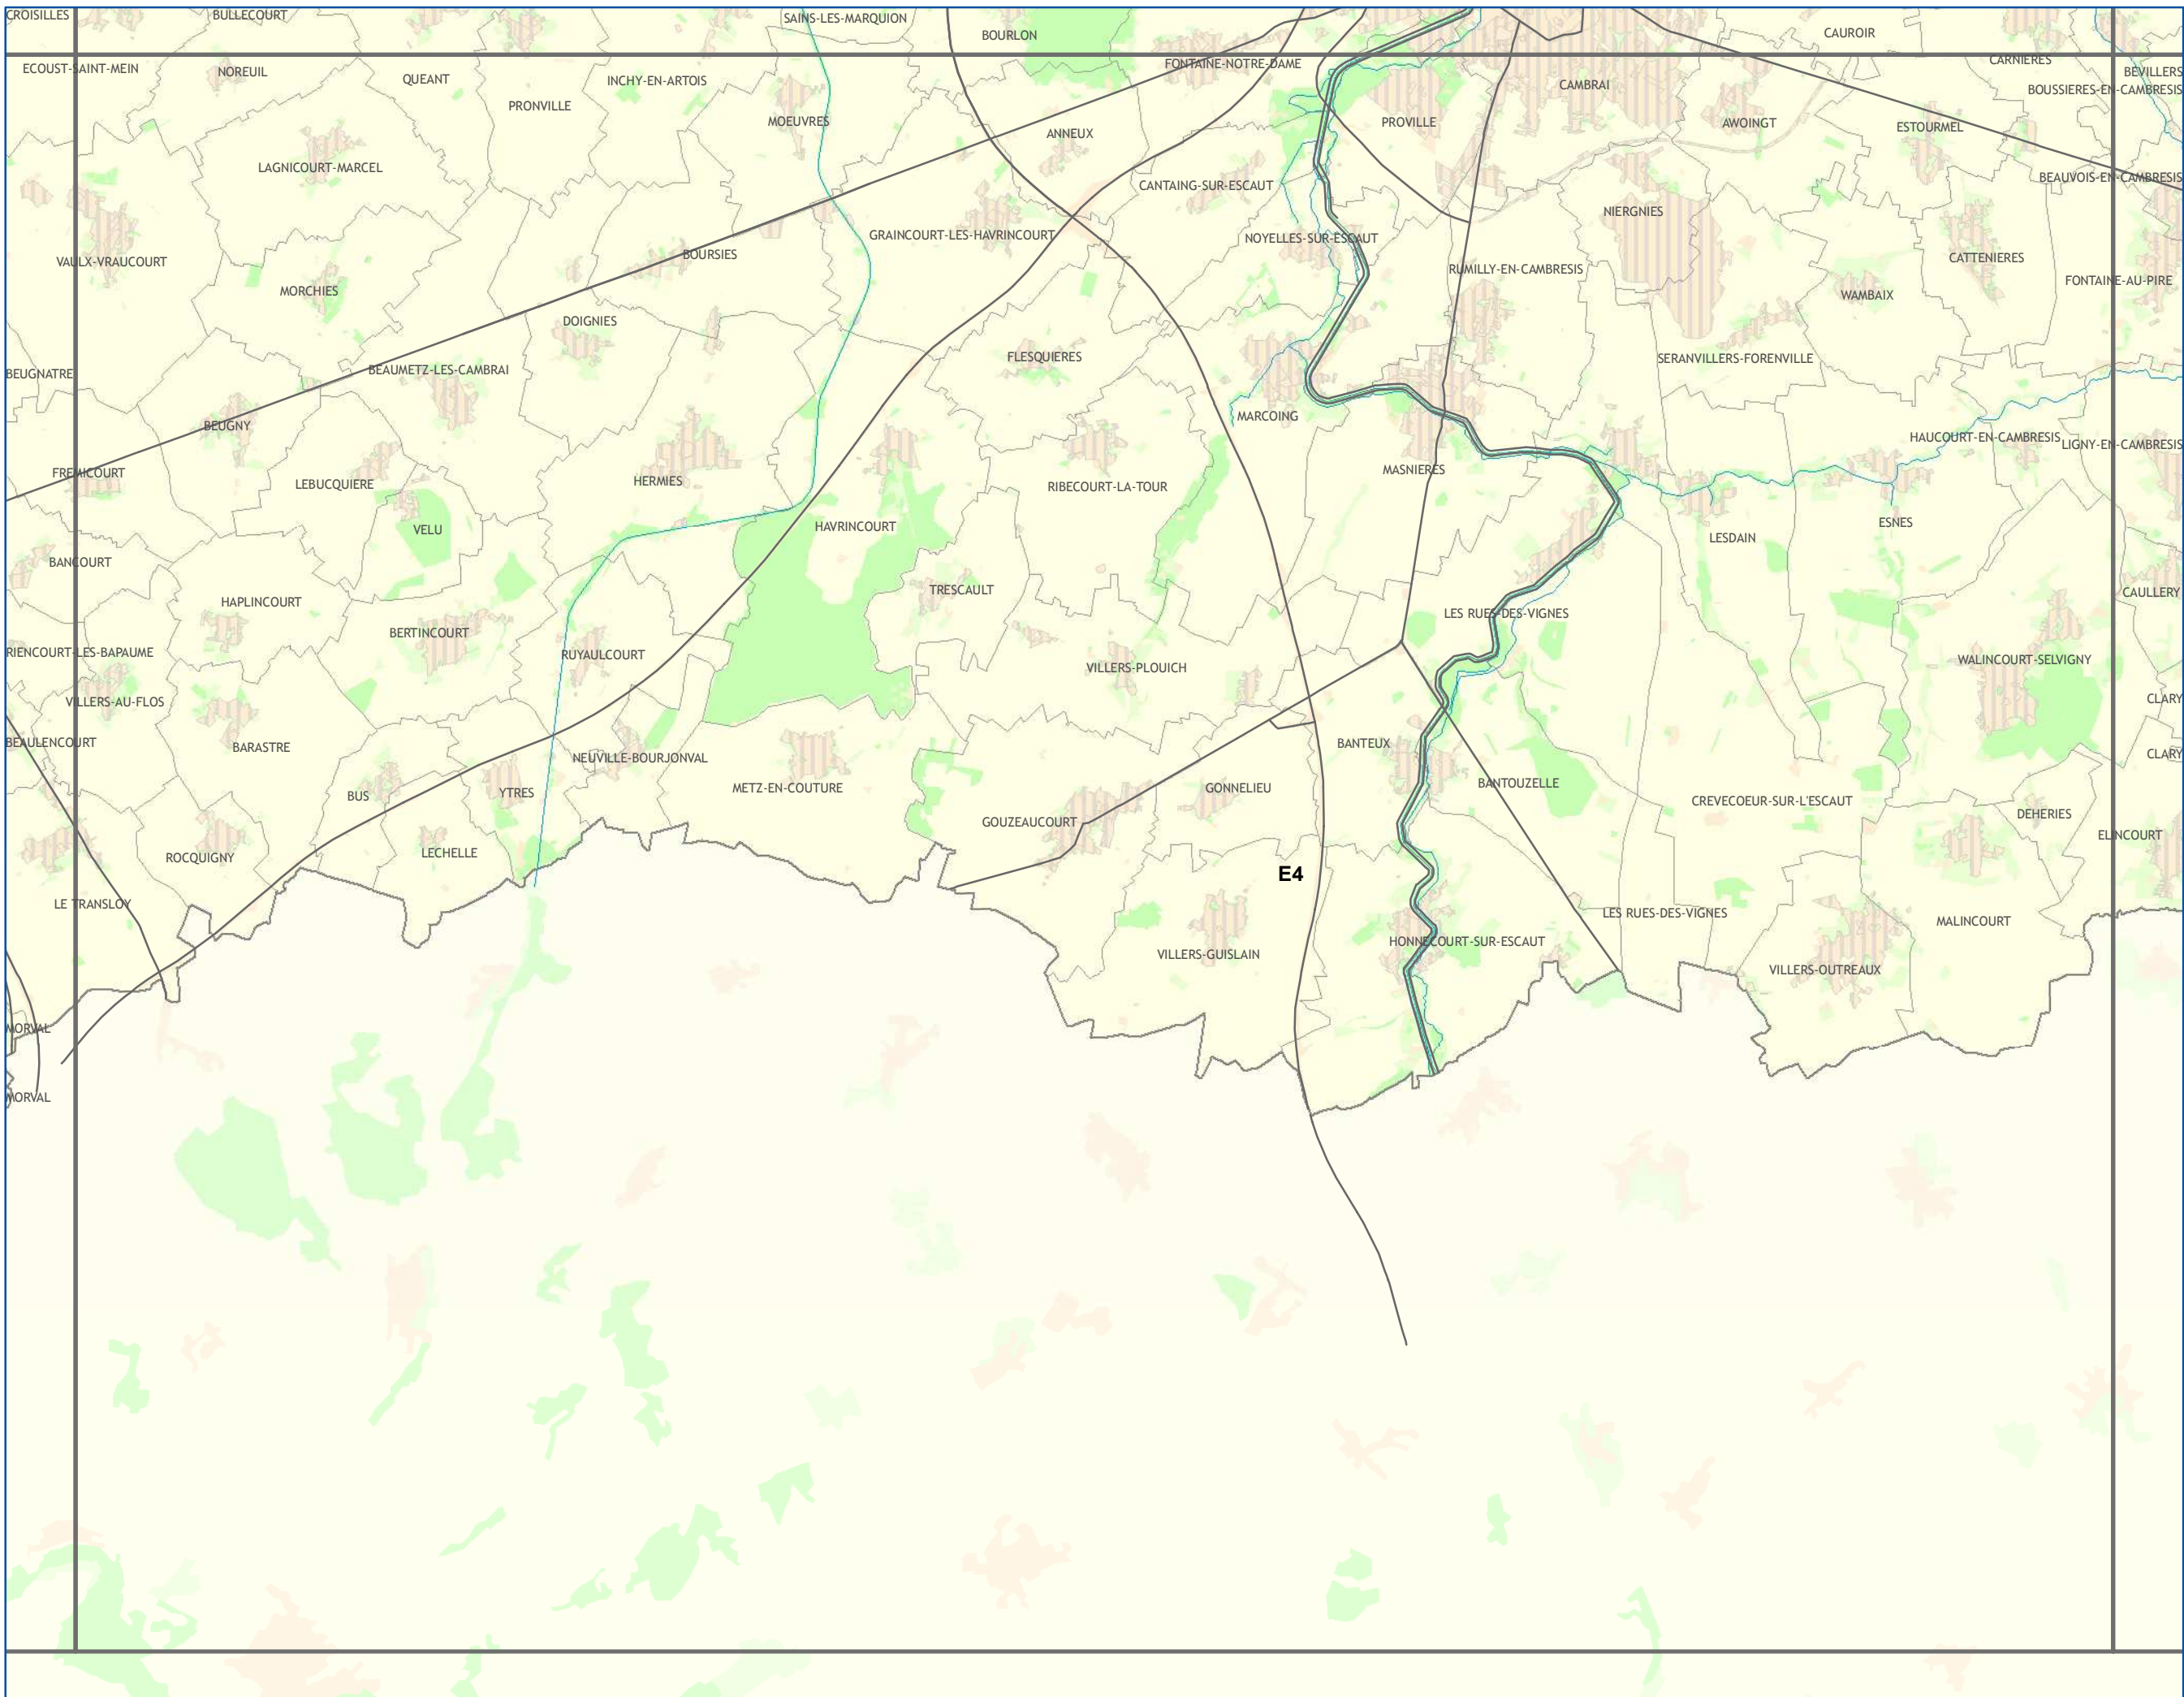 CROISILLES
BULLECOURT
SAINS-LES-MARQUION
BOURLON
CAUROIR
ECOUST-SAINT-MEIN
NOREUIL
QUEANT
INCHY-EN-ARTOIS
FONTAINE-NOTRE-DAME
CARNIERES
BEVILLERS
CAMBRAI
BOUSSIERES-EN-CAMBRESIS
PRONVILLE
MOEUVRES
ANNEUX
PROVILLE
AWOINGT
ESTOURMEL
LAGNICOURT-MARCEL
CANTAING-SUR-ESCAUT
BEAUVOIS-EN-CAMBRESIS
NIERGNIES
GRAINCOURT-LES-HAVRINCOURT
NOYELLES-SUR-ESCAUT
VAULX-VRAUCOURT
BOURSIES
RUMILLY-EN-CAMBRESIS
CATTENIERES
FONTAINE-AU-PIRE
MORCHIES
WAMBAIX
DOIGNIES
FLESQUIERES
SERANVILLERS-FORENVILLE
BEUGNATRE
BEAUMETZ-LES-CAMBRAI
MARCOING
BEUGNY
HAUCOURT-EN-CAMBRESIS
LIGNY-EN-CAMBRESIS
FREMICOURT
LEBUCQUIERE
HERMIES
RIBECOURT-LA-TOUR
MASNIERES
VELU
HAVRINCOURT
ESNES
LESDAIN
BANCOURT
TRESCAULT
CAULLERY
HAPLINCOURT
LES RUES-DES-VIGNES
BERTINCOURT
RIENCOURT-LES-BAPAUME
RUYAULCOURT
VILLERS-PLOUICH
WALINCOURT-SELVIGNY
VILLERS-AU-FLOS
CLARY
BEAULENCOURT
BARASTRE
NEUVILLE-BOURJONVAL
BANTEUX
CLARY
BUS
YTRES
METZ-EN-COUTURE
GONNELIEU
BANTOUZELLE
CREVECOEUR-SUR-L'ESCAUT
DEHERIES
GOUZEAUCOURT
ELINCOURT
ROCQUIGNY
LECHELLE
E4
LE TRANSLOY
LES RUES-DES-VIGNES
MALINCOURT
HONNECOURT-SUR-ESCAUT
VILLERS-GUISLAIN
VILLERS-OUTREAUX
MORVAL
MORVAL